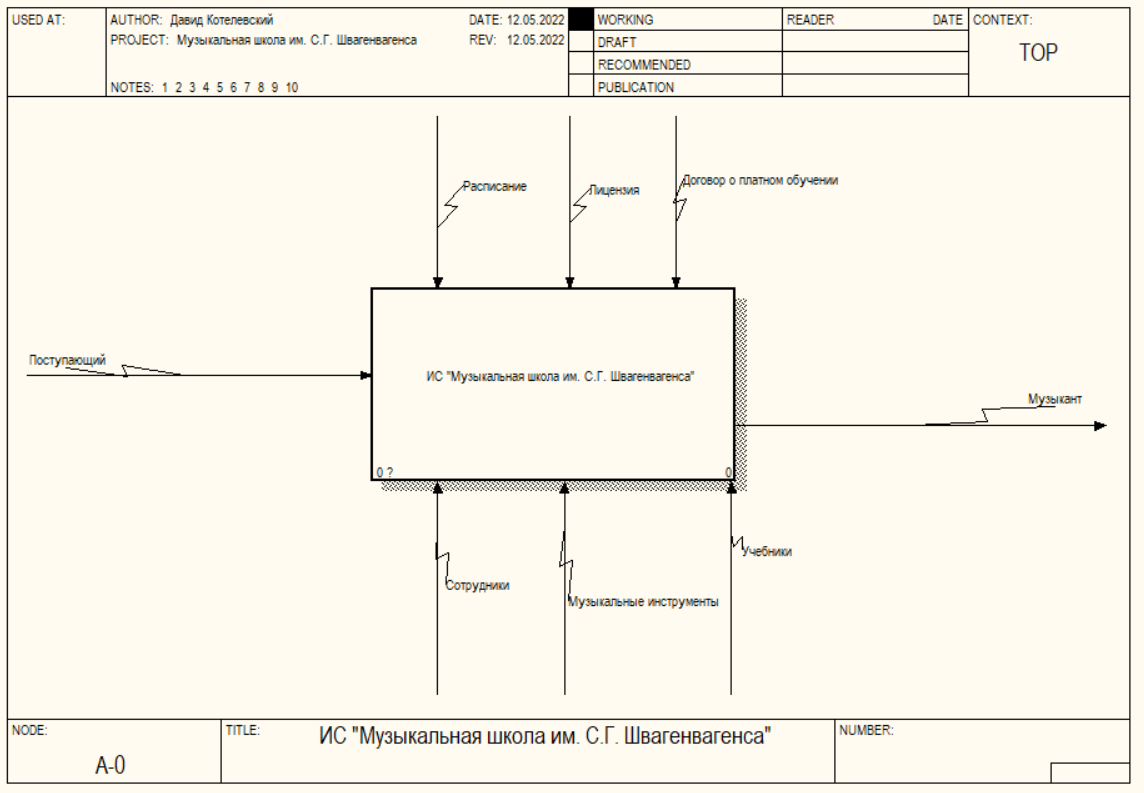 USED AT:
AUTHOR: Давид Котелевский
DATE: 12.05.2022
WORKING
READER
DATE
CONTEXT:
PROJECT: Музыкальная школа им. С.Г. Швагенвагенса
REV: 12.05.2022
DRAFT
TOP
RECOMMENDED
NOTES: 1 2 3 4 5 6 7 8 9 10
PUBLICATION
Расписание
Лицензия
Договор о платном обучении
Поступающий
ИС "Музыкальная школа им. С.Г. Швагенвагенса"
Музыкант
0 ?
0
Учебники
Сотрудники
Музыкальные инструменты
NODE:
TITLE:
ИС "Музыкальная школа им. С.Г. Швагенвагенса"
NUMBER:
A-0